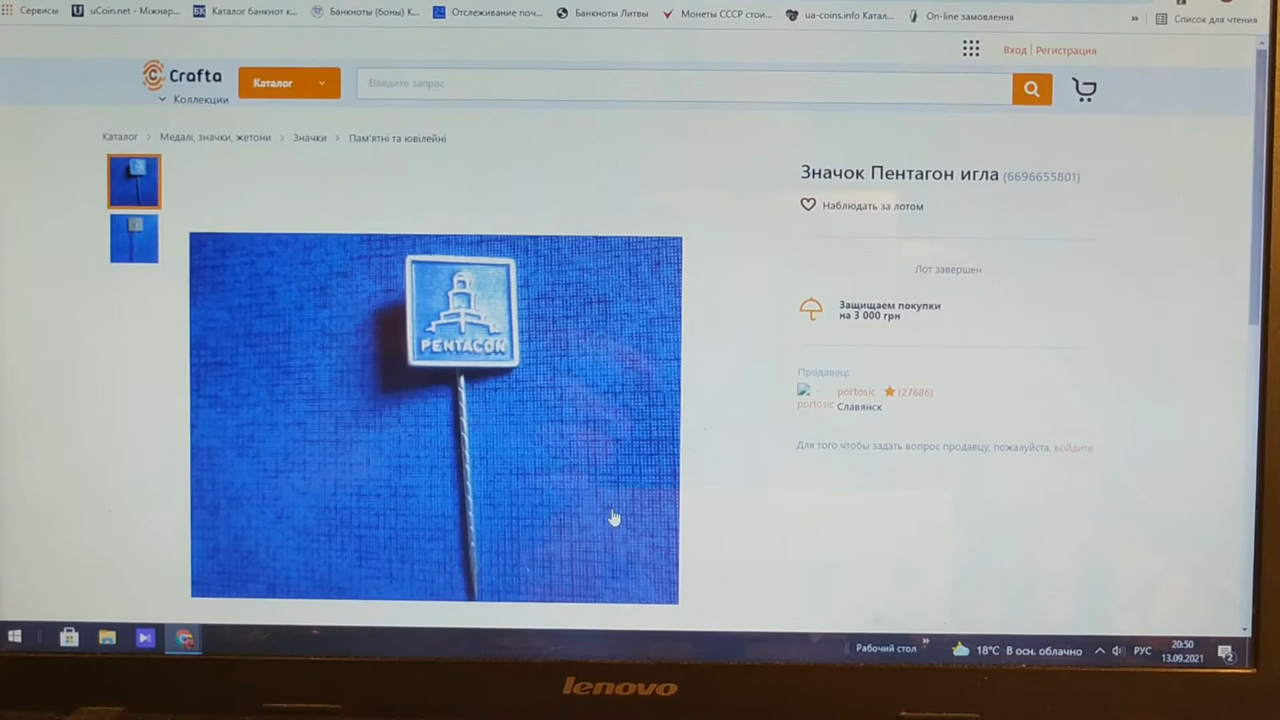 Сервисы
uCoin.net - Міжнар...
Каталог банкнот к...
Банкноты (боны) К...
Отслеживание поч...
Банкноты Литвы
Монеты СССР стои...
ua-coins.info Катал...
On-line замовлення
»
Список для чтения
Вход | Регистрация
Crafta
Каталог
Введите запрос
Коллекции
Каталог > Медалі, значки, жетони > Значки > Пам'ятні та ювілейні
Значок Пентагон игла (6696655801)
Наблюдать за лотом
Лот завершен
Защищаем покупки
на 3 000 грн
Продавец:
portosic
portosic (27686)
Славянск
Для того чтобы задать вопрос продавцу, пожалуйста, войдите
PENTACON
Рабочий стол »
18°C В осн. облачно
РУС
20:50
13.09.2021
2
lenovo